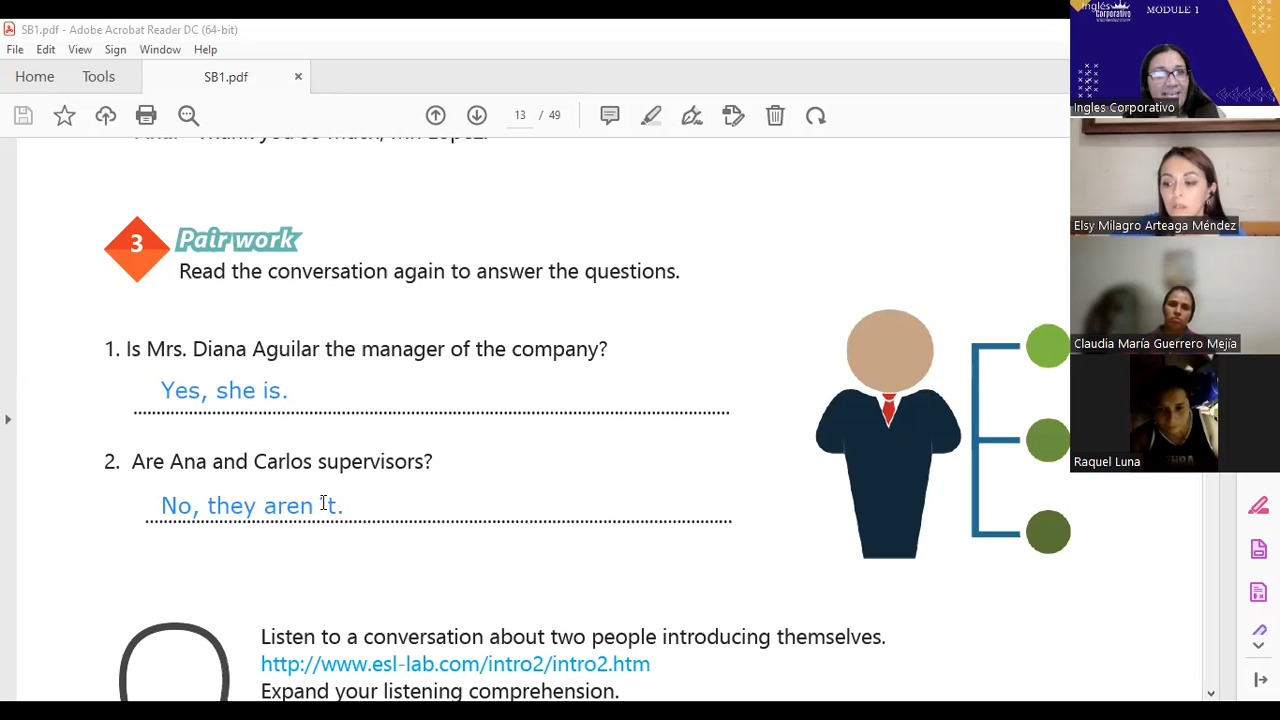 SB1.pdf - Adobe Acrobat Reader DC (64-bit)
File Edit View Sign Window Help
Home Tools SB1.pdf ×
13 / 49
3 Pair work
Read the conversation again to answer the questions.
1. Is Mrs. Diana Aguilar the manager of the company?
Yes, she is.
2. Are Ana and Carlos supervisors?
No, they aren't.
Listen to a conversation about two people introducing themselves.
http://www.esl-lab.com/intro2/intro2.htm
Expand your listening comprehension.
Inglés
corporativo
MODULE 1
Ingles Corporativo
Elsy Milagro Arteaga Méndez
Claudia María Guerrero Mejía
Raquel Luna